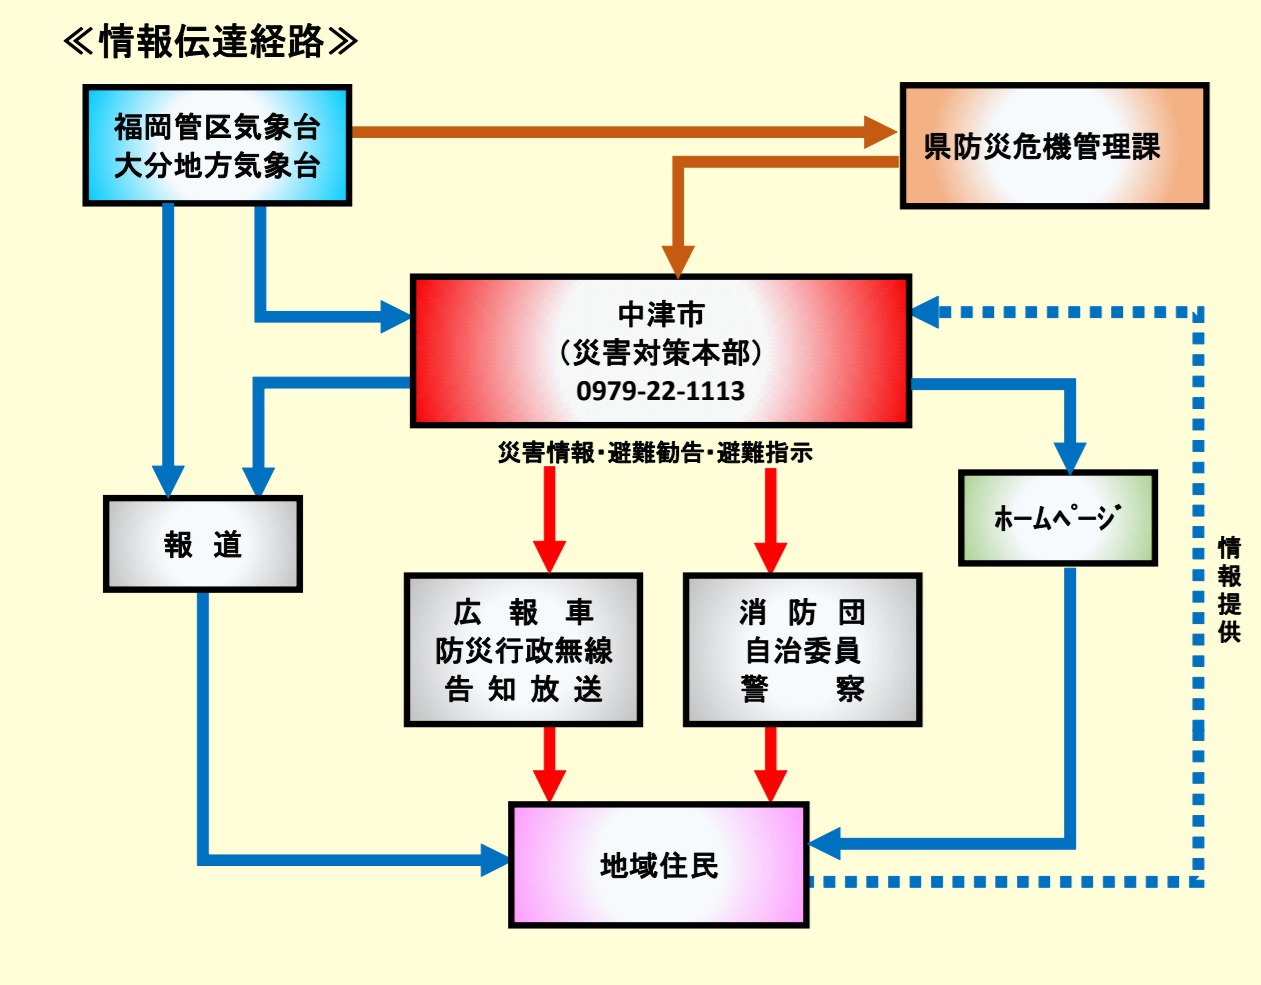 ≪情報伝達経路≫
福岡管区気象台
大分地方気象台
県防災危機管理課
中津市
（災害対策本部）
0979-22-1113
災害情報・避難勧告・避難指示
報 道
ﾎｰﾑﾍﾟｰｼﾞ
広 報 車
防災行政無線
告 知 放 送
消 防 団
自治委員
警 察
情報提供
地域住民